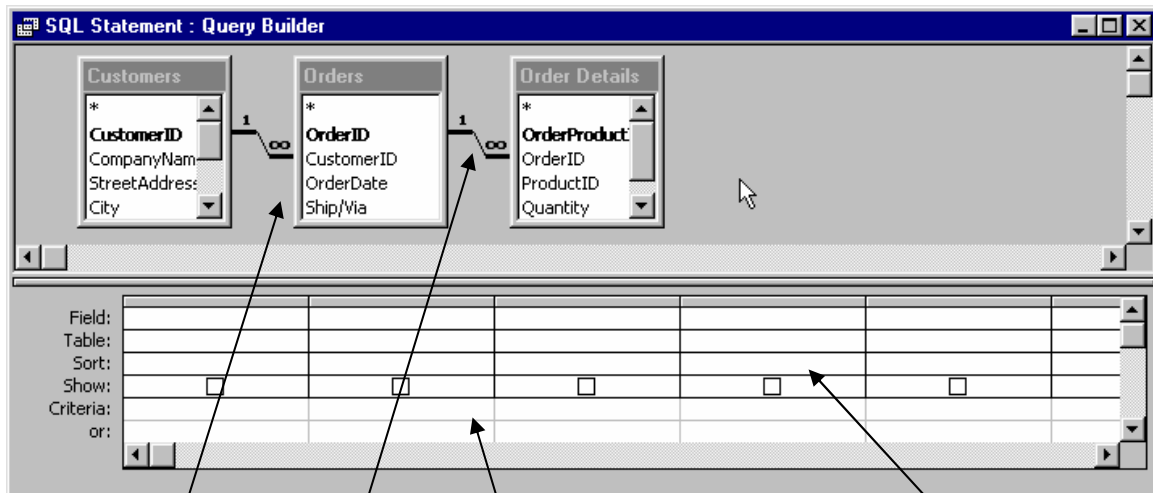 SQL Statement : Query Builder
Customers Orders Order Details
* * *
CustomerID 1 OrderID 1 OrderProductI
CompanyNam ∞ CustomerID ∞ OrderID
StreetAddress OrderDate ProductID
City Ship/Via Quantity
Field:
Table:
Sort:
Show:
Criteria:
or: